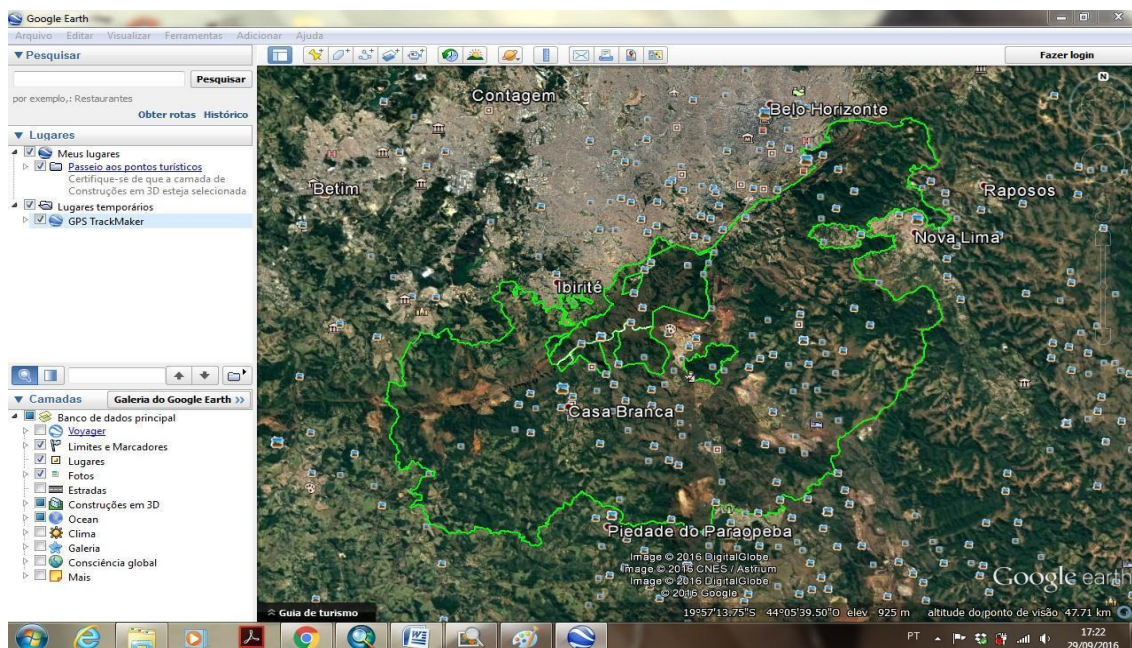 Google Earth
Arquivo Editar Visualizar Ferramentas Adicionar Ajuda
Pesquisar
Fazer login
Pesquisar
por exemplo,: Restaurantes
Obter rotas Histórico
Lugares
Meus lugares
Passeio aos pontos turísticos
Certifique-se de que a camada de
Construções em 3D esteja selecionada
Lugares temporários
GPS TrackMaker
Camadas
Galeria do Google Earth >>
Banco de dados principal
Voyager
Limites e Marcadores
Lugares
Fotos
Estradas
Construções em 3D
Ocean
Clima
Galeria
Consciência global
Mais
N
Contagem
Belo Horizonte
Betim
Raposos
Nova Lima
Ibirité
Casa Branca
Piedade do Paraopeba
Image © 2016 DigitalGlobe
Image © 2016 CNES / Astrium
Image © 2016 DigitalGlobe
© 2016 Google
Google earth
Guia de turismo
19°57'13.75"S 44°05'39.50"O elev 925 m altitude do ponto de visão 47.71 km
PT
17:22
29/09/2016